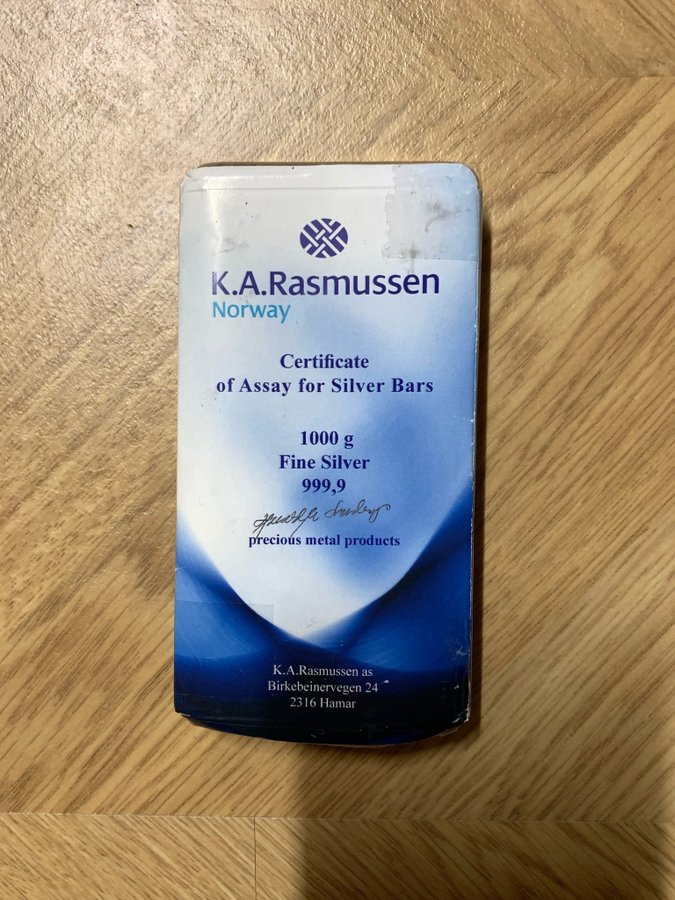 K.A.Rasmussen
Norway
Certificate
of Assay for Silver Bars
1000 g
Fine Silver
999,9
precious metal products
K.A.Rasmussen as
Birkebeinervegen 24
2316 Hamar